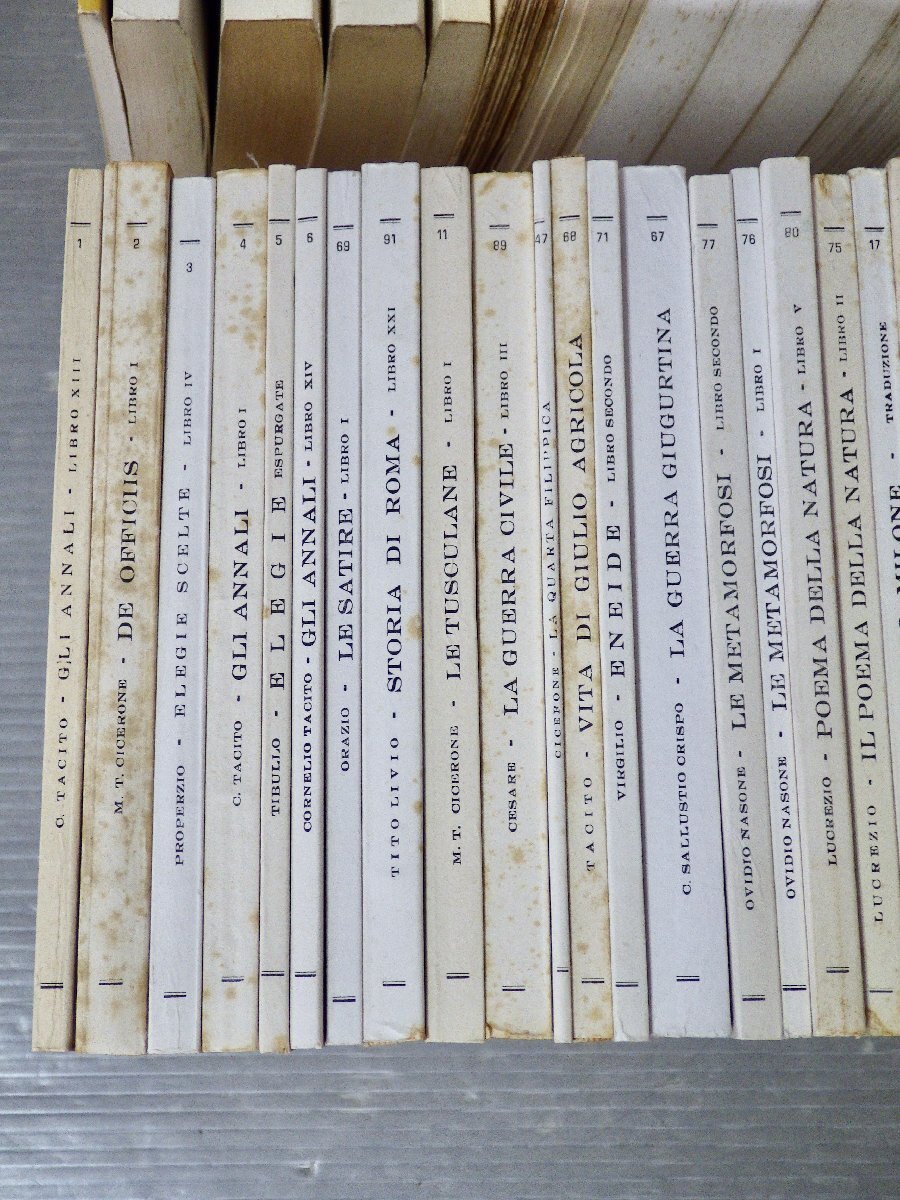 1
C. TACITO - GLI ANNALI - LIBRO XIII
2
M. T. CICERONE - DE OFFICIIS - LIBRO I
3
PROPERZIO - ELEGIE SCELTE - LIBRO IV
4
C. TACITO - GLI ANNALI - LIBRO I
5
TIBULLO - ELEGIE ESPURGATE
6
CORNELIO TACITO - GLI ANNALI - LIBRO XIV
69
ORAZIO - LE SATIRE - LIBRO I
91
TITO LIVIO - STORIA DI ROMA - LIBRO XXI
11
M. T. CICERONE - LE TUSCULANE - LIBRO I
89
CESARE - LA GUERRA CIVILE - LIBRO III
47
CICERONE - LA QUARTA FILIPPICA
68
TACITO - VITA DI GIULIO AGRICOLA
71
VIRGILIO - ENEIDE - LIBRO SECONDO
67
C. SALLUSTIO CRISPO - LA GUERRA GIUGURTINA
77
OVIDIO NASONE - LE METAMORFOSI - LIBRO SECONDO
76
OVIDIO NASONE - LE METAMORFOSI - LIBRO I
80
LUCREZIO - POEMA DELLA NATURA - LIBRO V
75
LUCREZIO - IL POEMA DELLA NATURA - LIBRO II
17
MILONE - TRADUZIONE